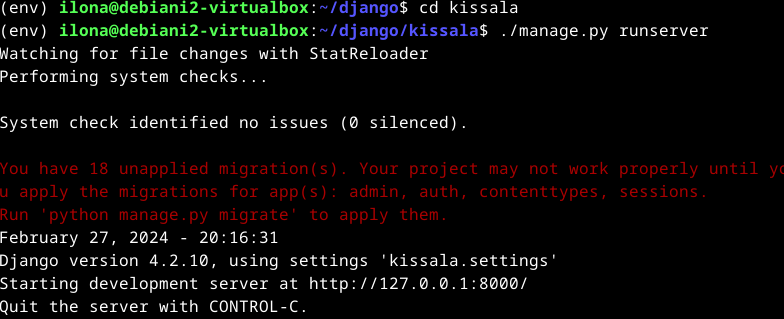 (env) ilona@debiani2-virtualbox:~/django$ cd kissala
(env) ilona@debiani2-virtualbox:~/django/kissala$ ./manage.py runserver
Watching for file changes with StatReloader
Performing system checks...
System check identified no issues (0 silenced).
You have 18 unapplied migration(s). Your project may not work properly until yo
u apply the migrations for app(s): admin, auth, contenttypes, sessions.
Run 'python manage.py migrate' to apply them.
February 27, 2024 - 20:16:31
Django version 4.2.10, using settings 'kissala.settings'
Starting development server at http://127.0.0.1:8000/
Quit the server with CONTROL-C.